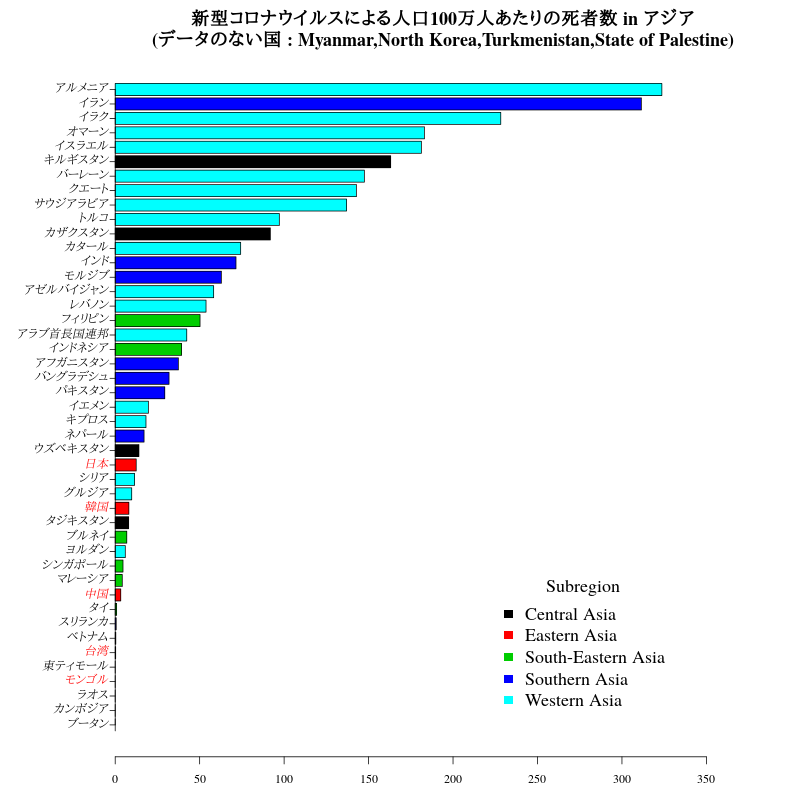 新型コロナウイルスによる人口100万人あたりの死者数 in アジア
(データのない国 : Myanmar,North Korea,Turkmenistan,State of Palestine)
アルメニア
イラン
イラク
オマーン
イスラエル
キルギスタン
バーレーン
クエート
サウジアラビア
トルコ
カザクスタン
カタール
インド
モルジブ
アゼルバイジャン
レバノン
フィリピン
アラブ首長国連邦
インドネシア
アフガニスタン
バングラデシュ
パキスタン
イエメン
キプロス
ネパール
ウズベキスタン
日本
シリア
グルジア
韓国
タジキスタン
ブルネイ
ヨルダン
シンガポール
マレーシア
中国
タイ
スリランカ
ベトナム
台湾
東ティモール
モンゴル
ラオス
カンボジア
ブータン
Subregion
Central Asia
Eastern Asia
South-Eastern Asia
Southern Asia
Western Asia
0 50 100 150 200 250 300 350